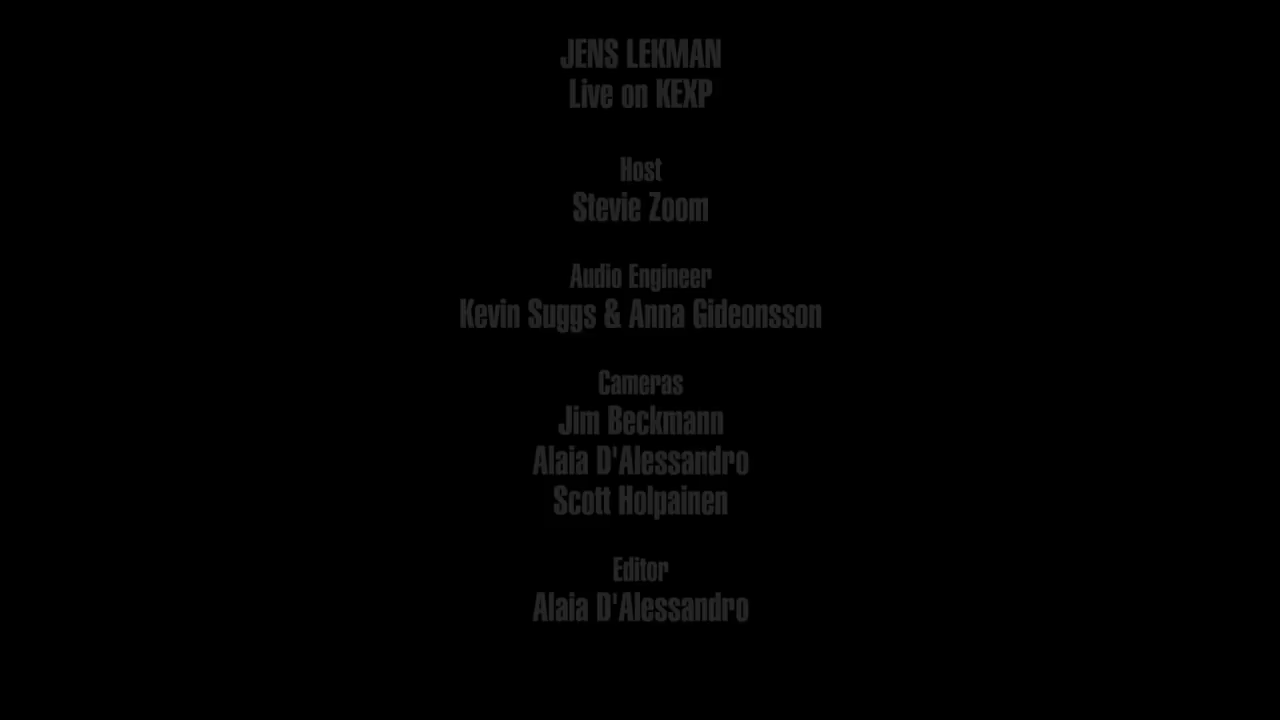 JENS LEKMAN
Live on KEXP
Host
Stevie Zoom
Audio Engineer
Kevin Suggs & Anna Gideonsson
Cameras
Jim Beckmann
Alaia D'Alessandro
Scott Holpainen
Editor
Alaia D'Alessandro